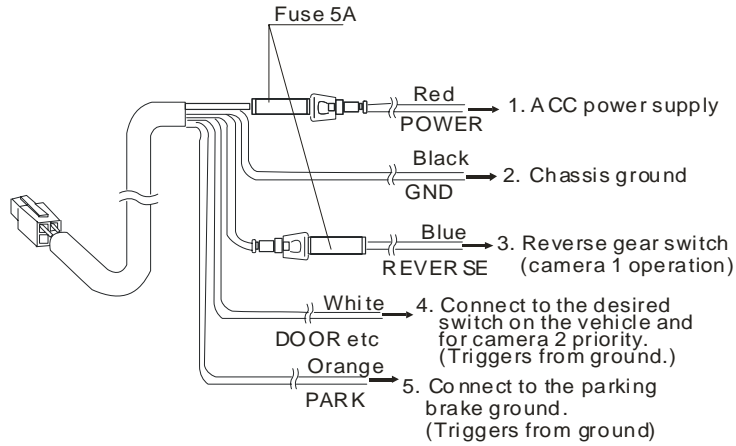 Fuse 5A
Red
POWER
1. ACC power supply
Black
GND
2. Chassis ground
Blue
REVERSE
3. Reverse gear switch
(camera 1 operation)
White
DOOR etc
4. Connect to the desired
switch on the vehicle and
for camera 2 priority.
(Triggers from ground.)
Orange
PARK
5. Connect to the parking
brake ground.
(Triggers from ground)